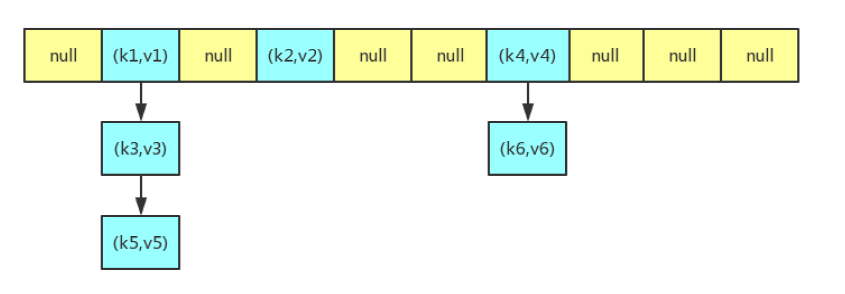 null (k1,v1) null (k2,v2) null null (k4,v4) null null null
(k3,v3) (k6,v6)
(k5,v5)